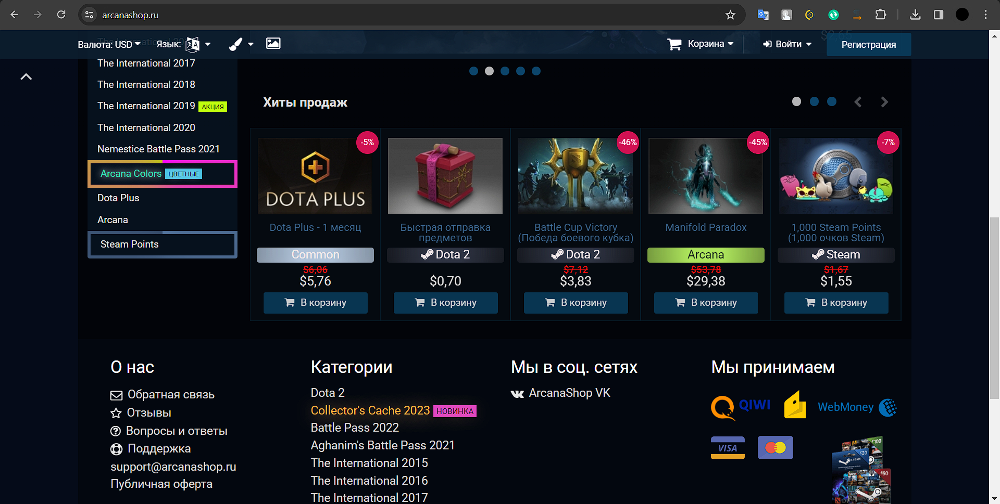 arcanashop.ru
Валюта: USD
Язык:
Корзина
Войти
Регистрация
The International 2017
The International 2018
The International 2019 АКЦИЯ
The International 2020
Nemestice Battle Pass 2021
Arcana Colors ЦВЕТНЫЕ
Dota Plus
Arcana
Steam Points
Хиты продаж
-5%
DOTA PLUS
Dota Plus - 1 месяц
Common
$6,06
$5,76
В корзину
Быстрая отправка
предметов
Dota 2
$0,70
В корзину
-46%
Battle Cup Victory
(Победа боевого кубка)
Dota 2
$7,12
$3,83
В корзину
-45%
Manifold Paradox
Arcana
$53,78
$29,38
В корзину
-7%
1,000 Steam Points
(1,000 очков Steam)
Steam
$1,67
$1,55
В корзину
О нас
Обратная связь
Отзывы
Вопросы и ответы
Поддержка
support@arcanashop.ru
Публичная оферта
Категории
Dota 2
Collector's Cache 2023 НОВИНКА
Battle Pass 2022
Aghanim's Battle Pass 2021
The International 2015
The International 2016
The International 2017
Мы в соц. сетях
ArcanaShop VK
Мы принимаем
QIWI
WebMoney
VISA
$100
$20
STEAM
$50